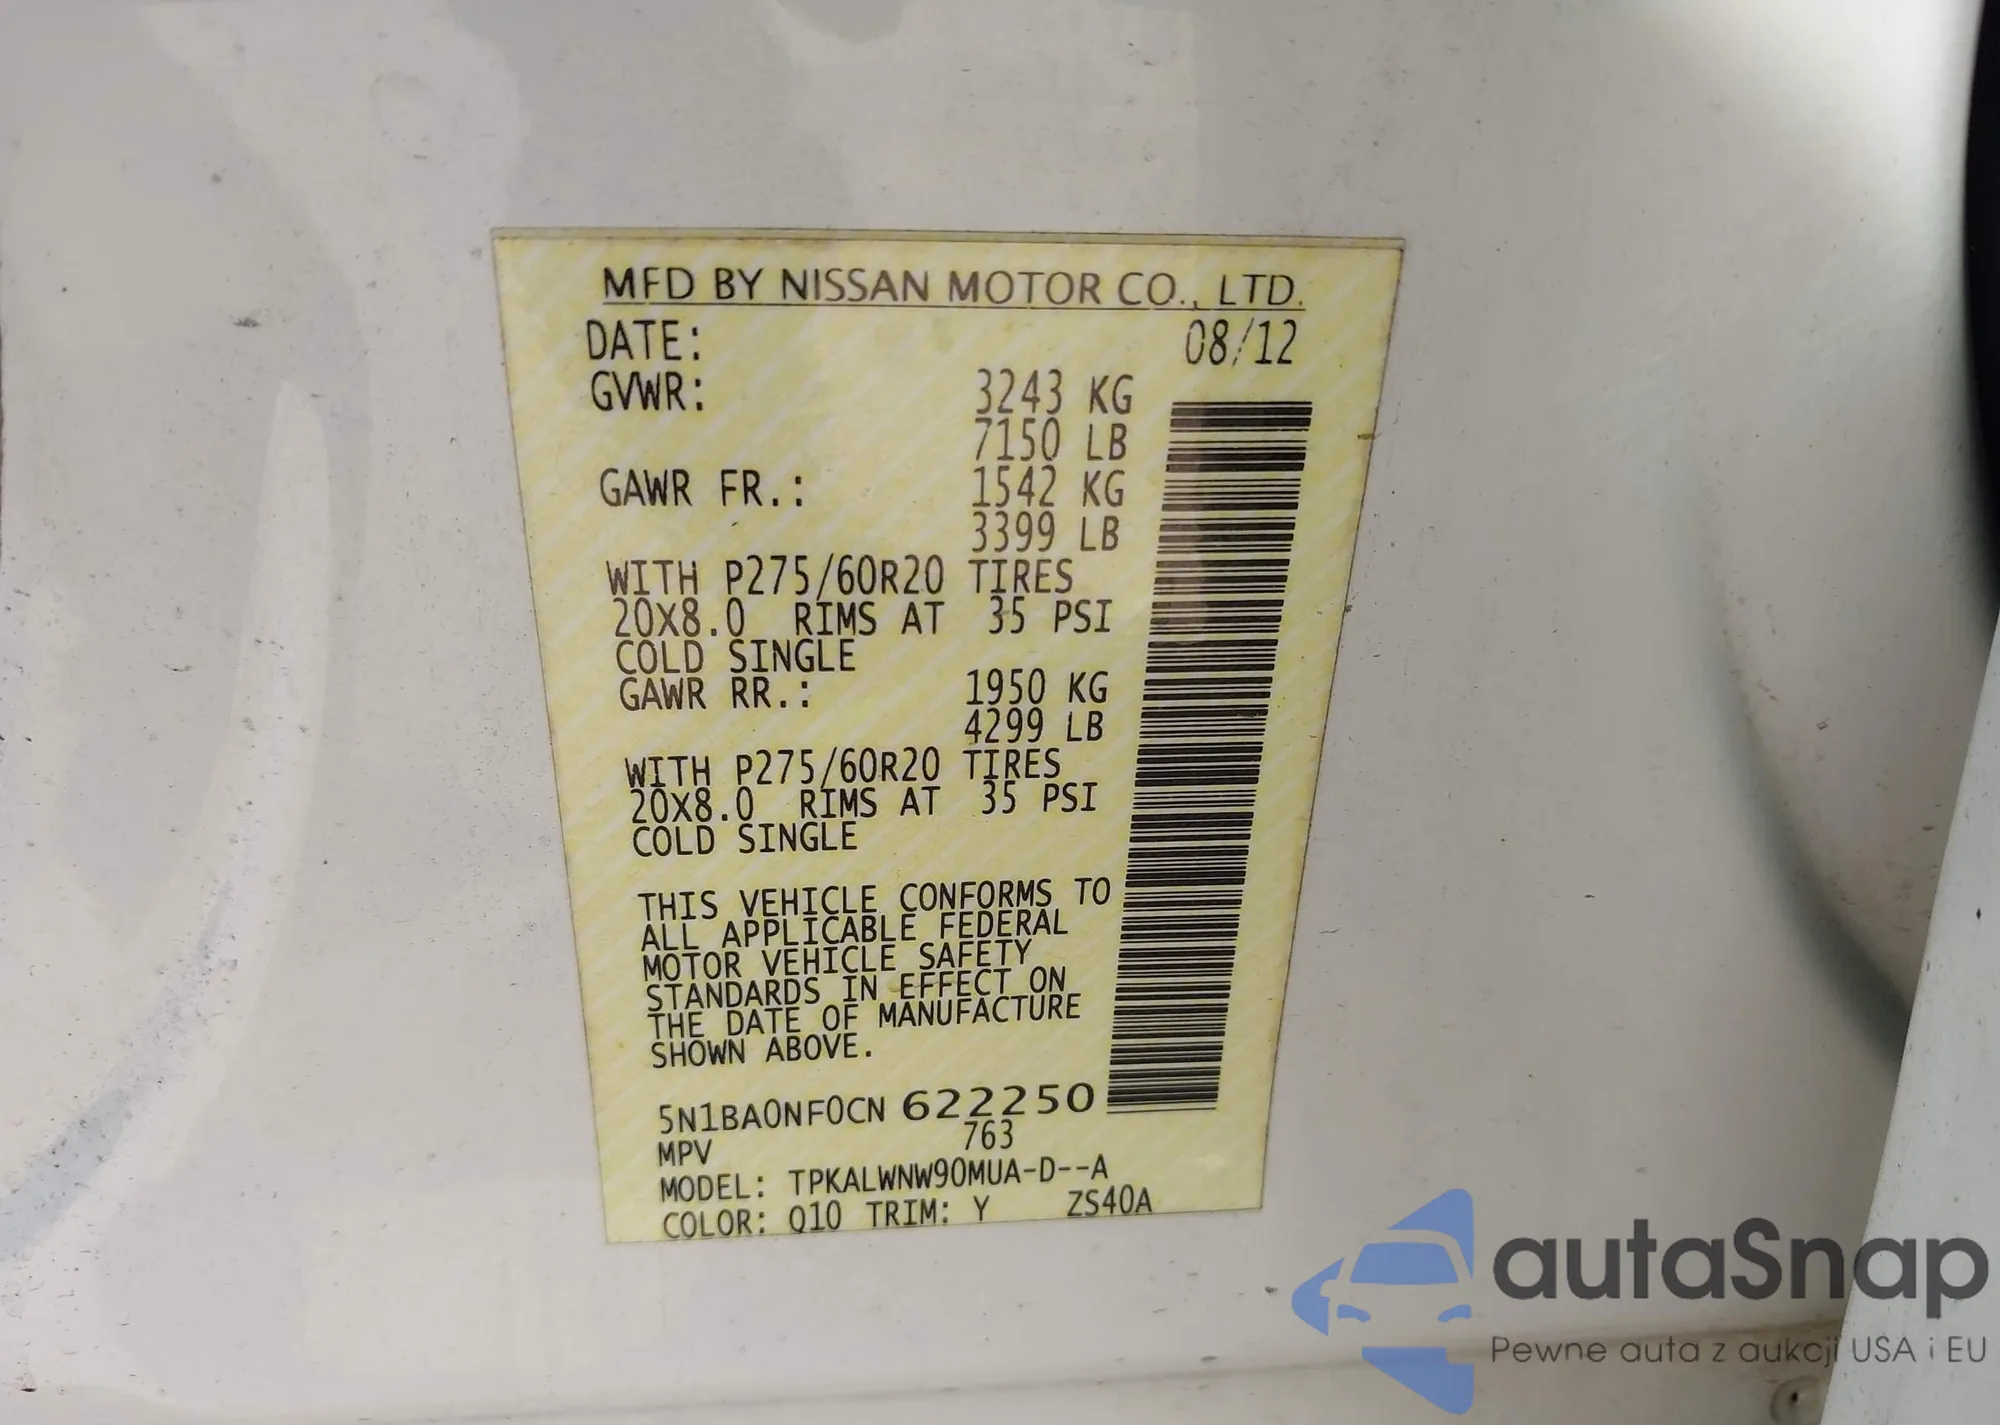 MFD BY NISSAN MOTOR CO., LTD.
DATE: 08/12
GVWR: 3243 KG
7150 LB
GAWR FR.: 1542 KG
3399 LB
WITH P275/60R20 TIRES
20X8.0 RIMS AT 35 PSI
COLD SINGLE
GAWR RR.: 1950 KG
4299 LB
WITH P275/60R20 TIRES
20X8.0 RIMS AT 35 PSI
COLD SINGLE
THIS VEHICLE CONFORMS TO
ALL APPLICABLE FEDERAL
MOTOR VEHICLE SAFETY
STANDARDS IN EFFECT ON
THE DATE OF MANUFACTURE
SHOWN ABOVE.
5N1BA0NF0CN 622250
MPV 763
MODEL: TPKALWNW90MUA-D--A
COLOR: Q10 TRIM: Y ZS40A
autaSnap
Pewne auta z aukcji USA i EU